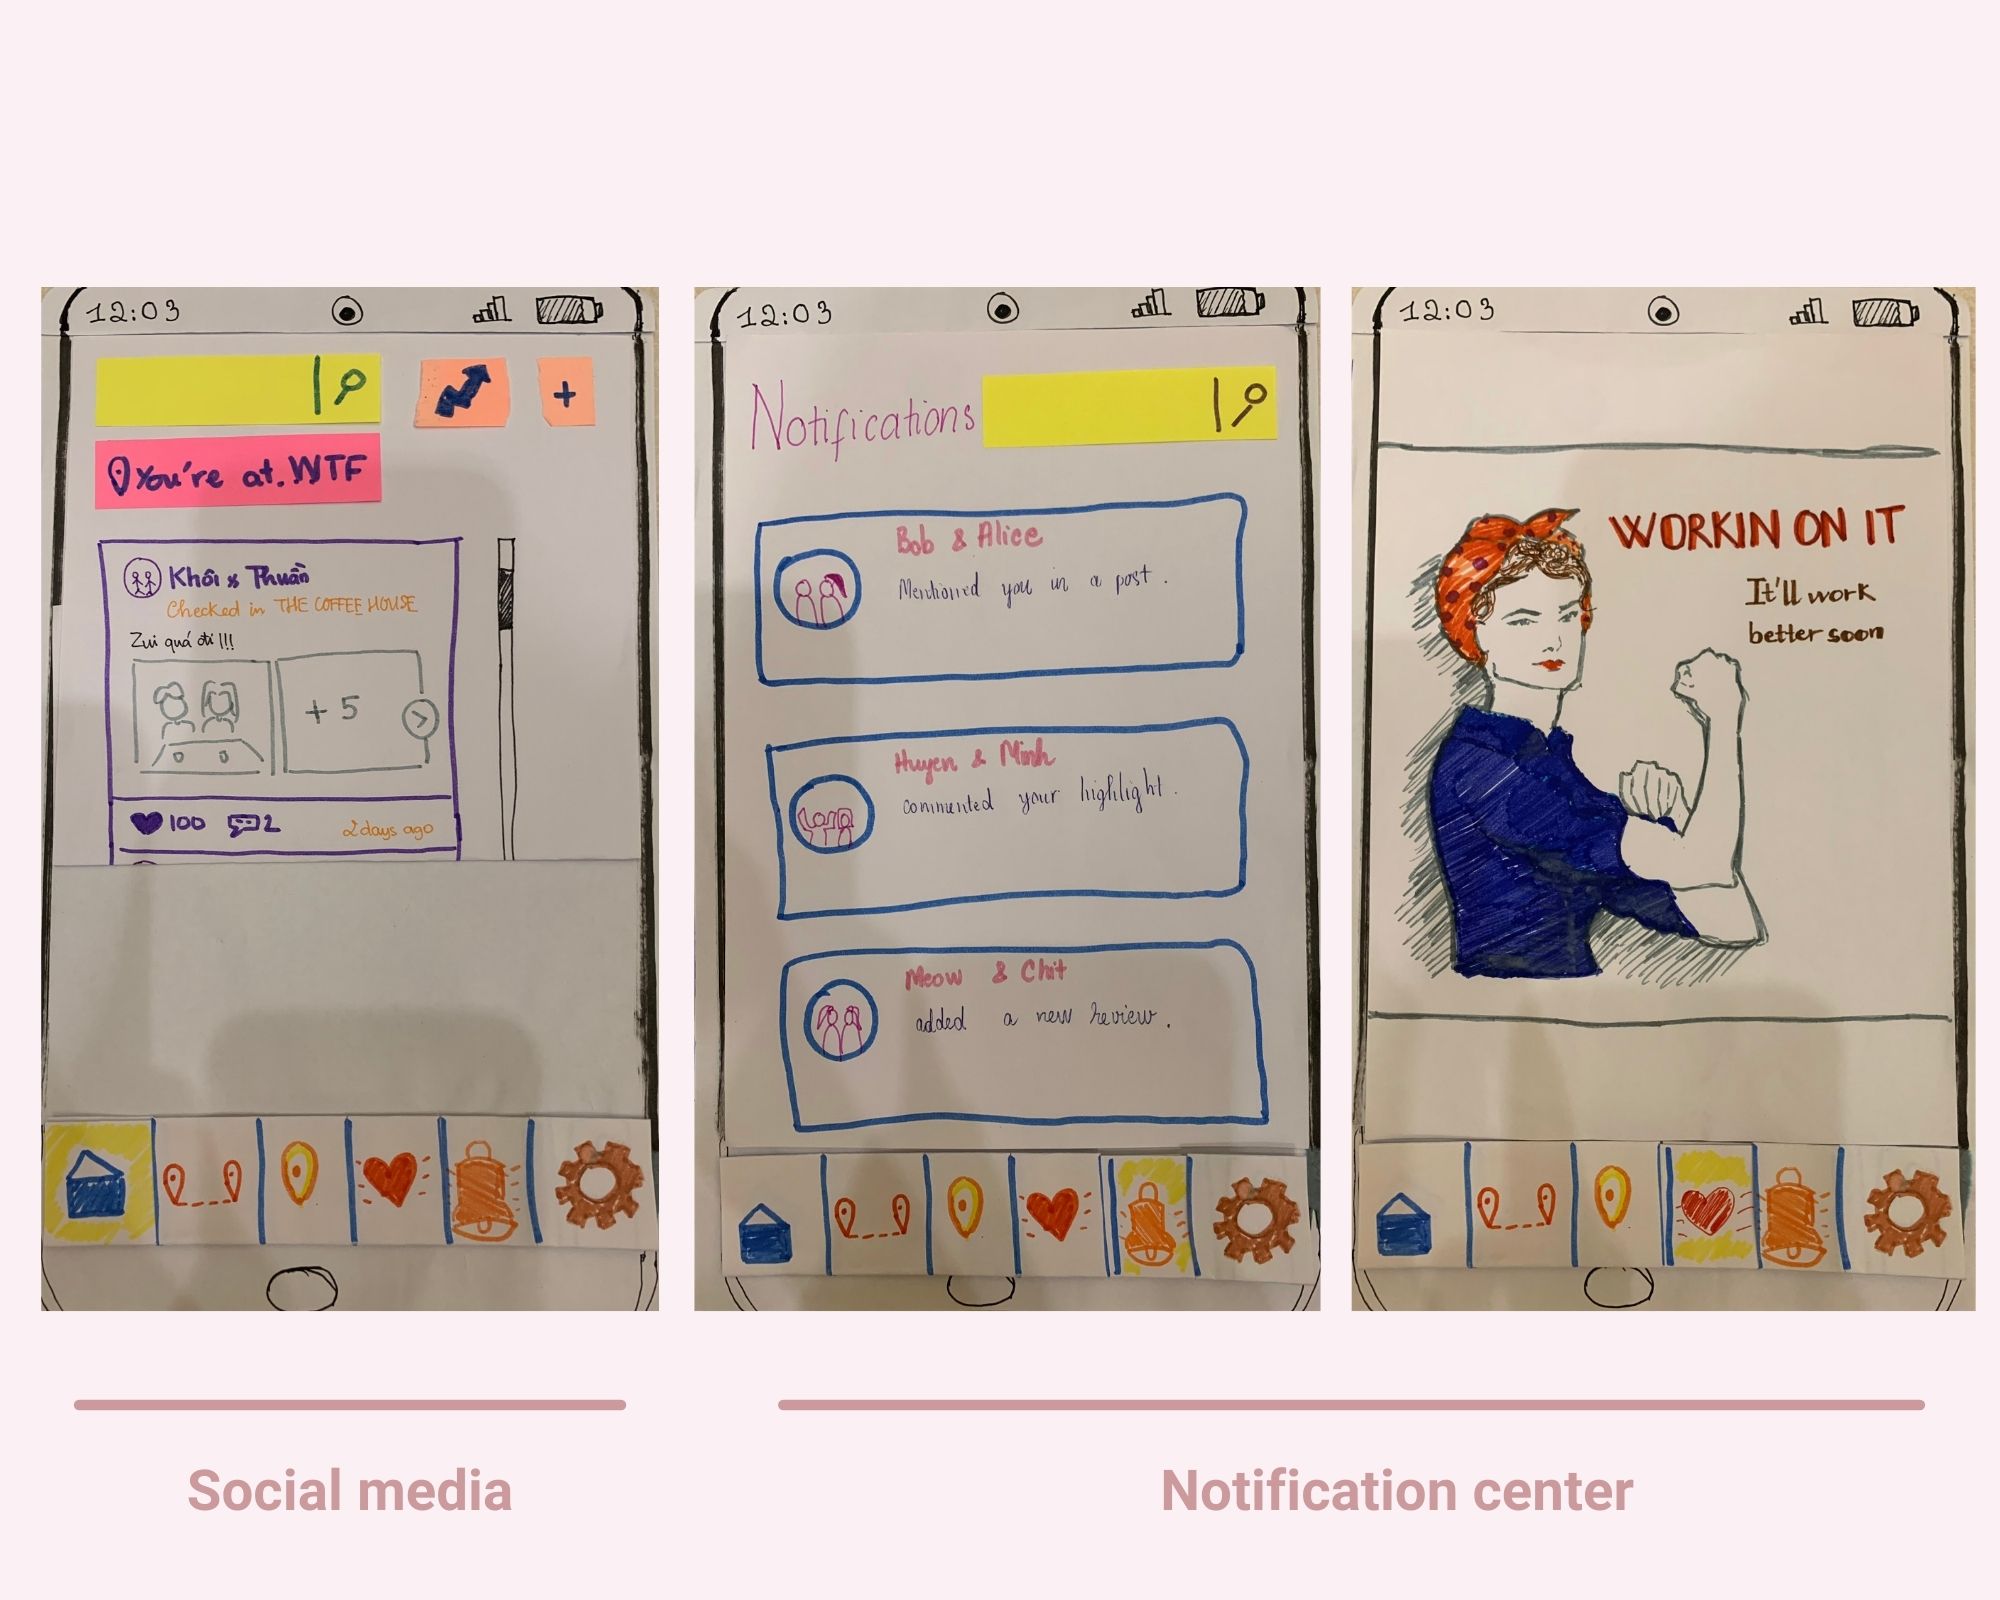 12:03
You're at. WTF
+
Khôi & Thuần
Checked in THE COFFEE HOUSE
Zui quá đi !!!
+ 5
100
2
2 days ago
12:03
Notifications
Bob & Alice
Mentioned you in a post.
Huyen & Minh
commented your highlight.
Meow & Chit
added a new review.
12:03
WORKIN ON IT
It'll work
better soon
Social media
Notification center